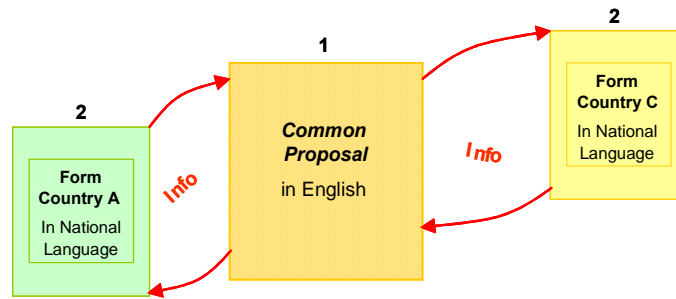 2
Form
Country A
In National
Language
Info
1
Common
Proposal
in English
Info
2
Form
Country C
In National
Language